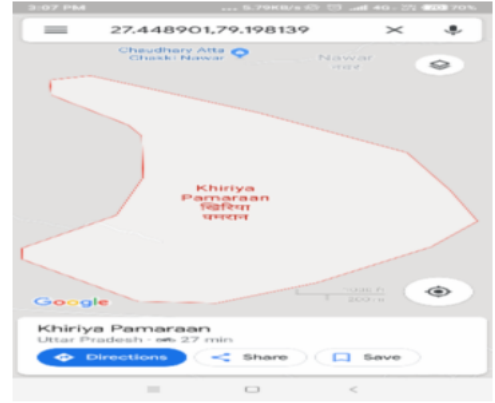 3:07 PM
27.448901,79.198139
Chaudhary Atta
Chakki Nawar
Nawar
Khiriya
Pamaraan
खिरिया
पमरान
Google
Khiriya Pamaraan
Uttar Pradesh · 27 min
Directions
Share
Save